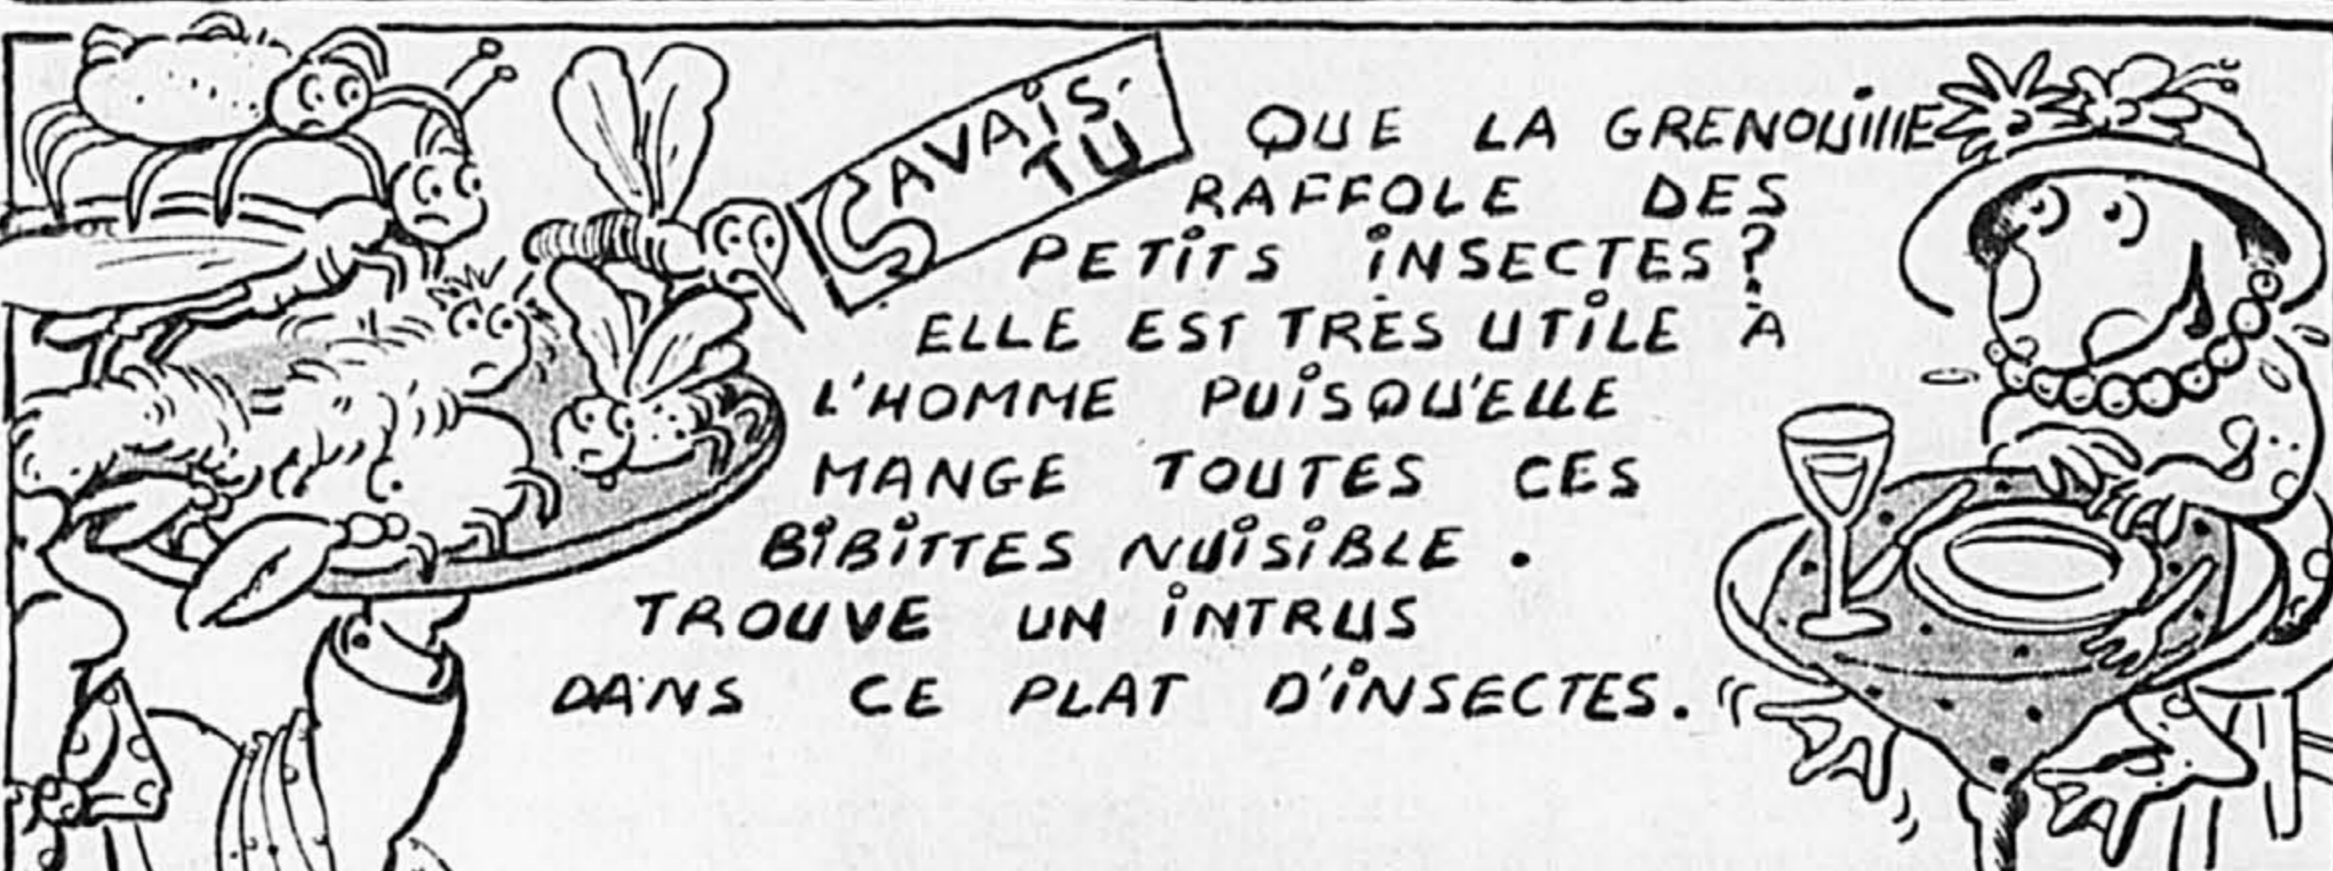 SAVAIS-
TU
QUE LA GRENOUILLE
RAFFOLE DES
PETITS INSECTES?
ELLE EST TRÈS UTILE À
L'HOMME PUISQU'ELLE
MANGE TOUTES CES
BIBITTES NUISIBLE.
TROUVE UN INTRUS
DANS CE PLAT D'INSECTES.